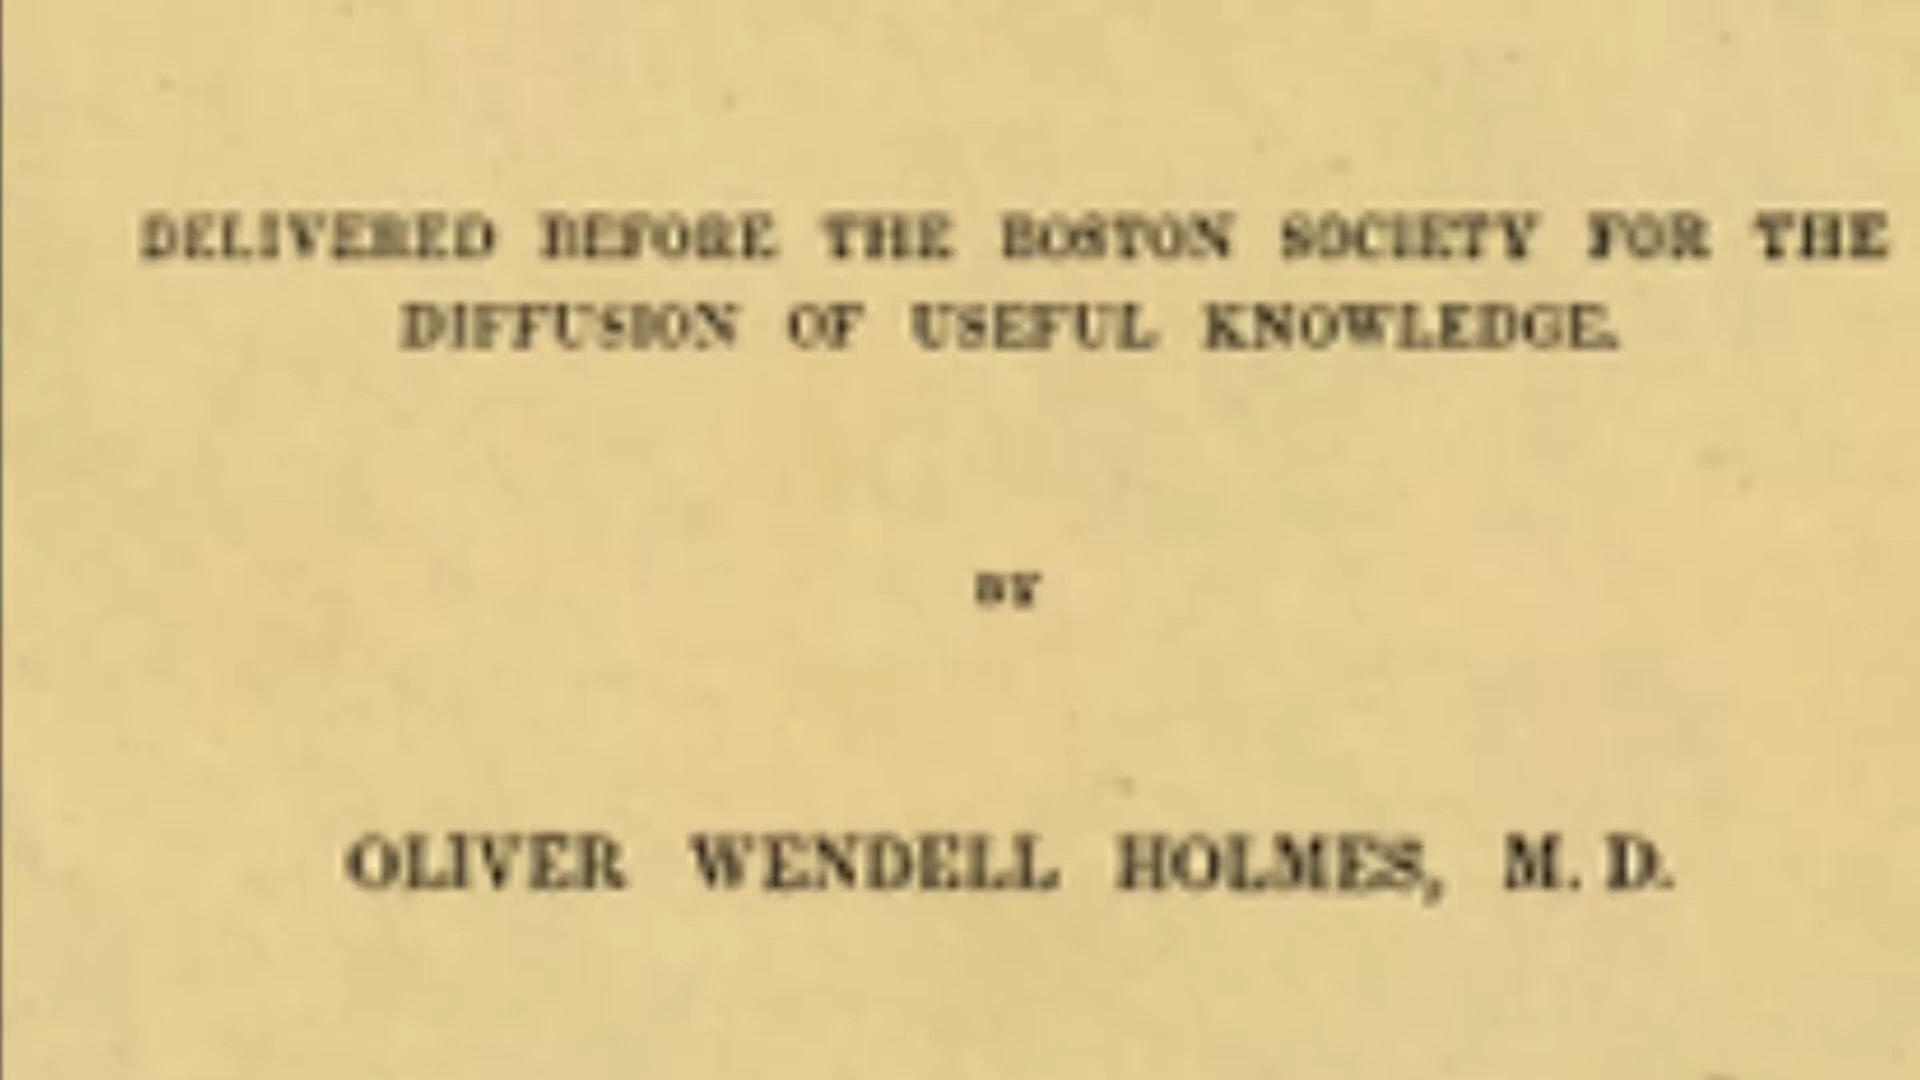 DELIVERED BEFORE THE BOSTON SOCIETY FOR THE
DIFFUSION OF USEFUL KNOWLEDGE.
BY
OLIVER WENDELL HOLMES, M. D.